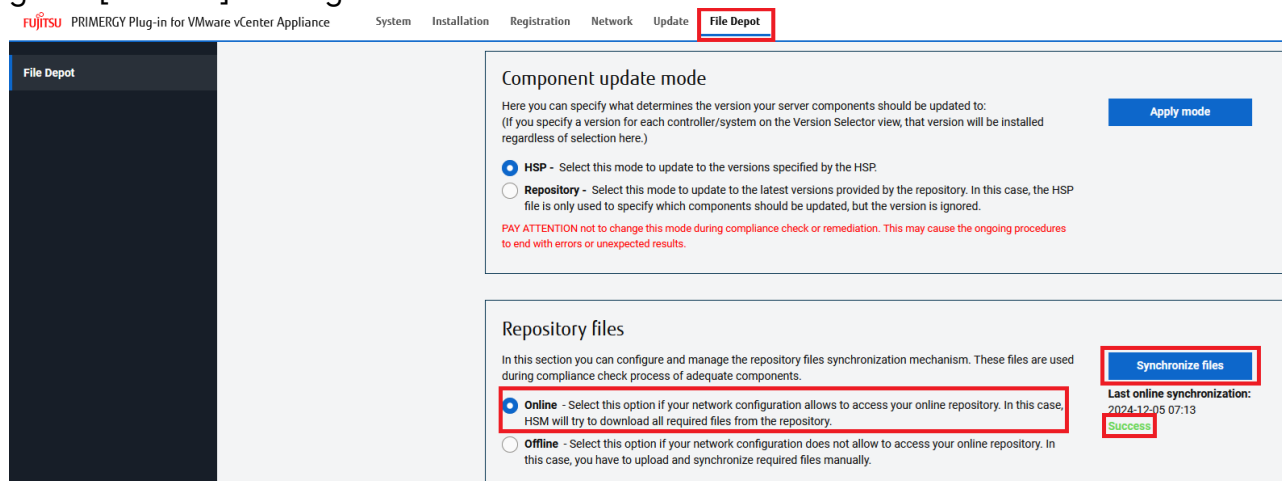 FUJITSU PRIMERGY Plug-in for VMware vCenter Appliance System Installation Registration Network Update File Depot
File Depot
Component update mode
Here you can specify what determines the version your server components should be updated to:
(If you specify a version for each controller/system on the Version Selector view, that version will be installed
regardless of selection here.)
Apply mode
HSP - Select this mode to update to the versions specified by the HSP.
Repository - Select this mode to update to the latest versions provided by the repository. In this case, the HSP
file is only used to specify which components should be updated, but the version is ignored.
PAY ATTENTION not to change this mode during compliance check or remediation. This may cause the ongoing procedures
to end with errors or unexpected results.
Repository files
In this section you can configure and manage the repository files synchronization mechanism. These files are used
during compliance check process of adequate components.
Synchronize files
Last online synchronization:
2024-12-05 07:13
Success
Online - Select this option if your network configuration allows to access your online repository. In this case,
HSM will try to download all required files from the repository.
Offline - Select this option if your network configuration does not allow to access your online repository. In
this case, you have to upload and synchronize required files manually.